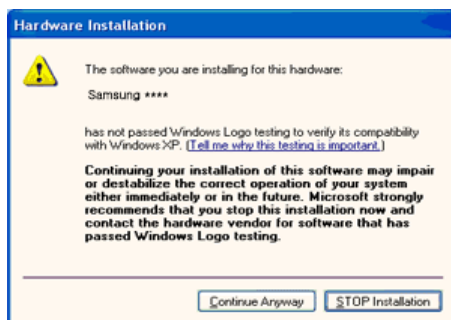 Hardware Installation
The software you are installing for this hardware:
Samsung ****
has not passed Windows Logo testing to verify its compatibility
with Windows XP. (Tell me why this testing is important.)
Continuing your installation of this software may impair
or destabilize the correct operation of your system
either immediately or in the future. Microsoft strongly
recommends that you stop this installation now and
contact the hardware vendor for software that has
passed Windows Logo testing.
Continue Anyway
STOP Installation